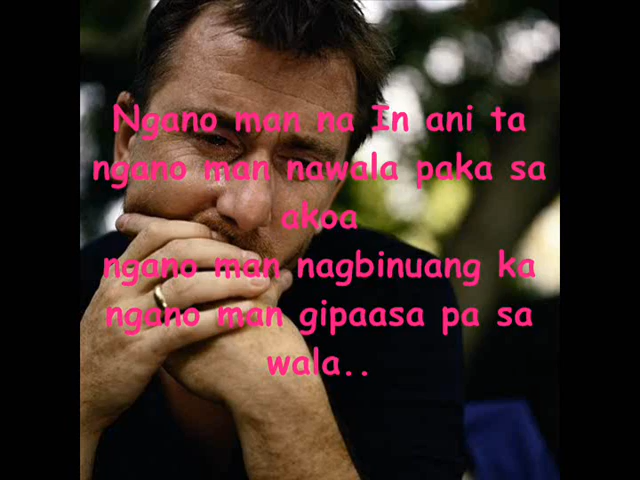 Ngano man na In ani ta
ngano man nawala paka sa
akoa
ngano man nagbinuang ka
ngano man gipaasa pa sa
wala..